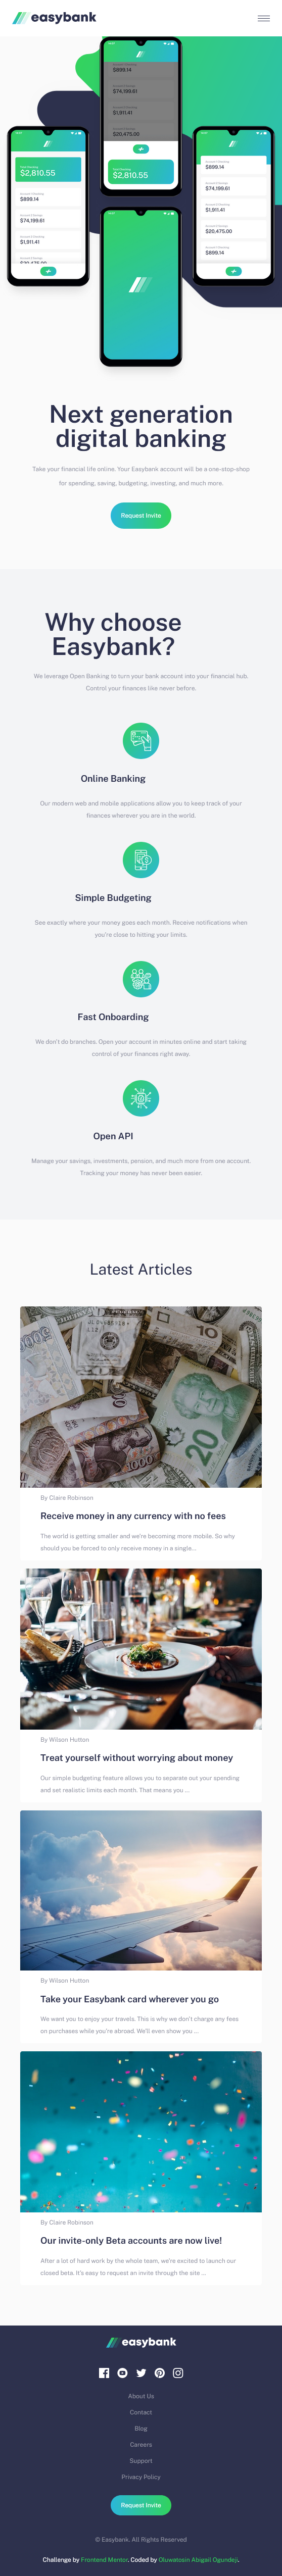 easybank
$899.14
$74,199.61
$1,911.41
$20,475.00
$2,810.55
$2,810.55
$899.14
$74,199.61
$1,911.41
$899.14
$74,199.61
$1,911.41
$20,475.00
$899.14
Next generation
digital banking
Take your financial life online. Your Easybank account will be a one-stop-shop
for spending, saving, budgeting, investing, and much more.
Request Invite
Why choose
Easybank?
We leverage Open Banking to turn your bank account into your financial hub.
Control your finances like never before.
Online Banking
Our modern web and mobile applications allow you to keep track of your
finances wherever you are in the world.
Simple Budgeting
See exactly where your money goes each month. Receive notifications when
you're close to hitting your limits.
Fast Onboarding
We don't do branches. Open your account in minutes online and start taking
control of your finances right away.
Open API
Manage your savings, investments, pension, and much more from one account.
Tracking your money has never been easier.
Latest Articles
By Claire Robinson
Receive money in any currency with no fees
The world is getting smaller and we're becoming more mobile. So why
should you be forced to only receive money in a single...
By Wilson Hutton
Treat yourself without worrying about money
Our simple budgeting feature allows you to separate out your spending
and set realistic limits each month. That means you ...
By Wilson Hutton
Take your Easybank card wherever you go
We want you to enjoy your travels. This is why we don't charge any fees
on purchases while you're abroad. We'll even show you ...
By Claire Robinson
Our invite-only Beta accounts are now live!
After a lot of hard work by the whole team, we're excited to launch our
closed beta. It's easy to request an invite through the site ...
easybank
About Us
Contact
Blog
Careers
Support
Privacy Policy
Request Invite
© Easybank. All Rights Reserved
Challenge by Frontend Mentor. Coded by Oluwatosin Abigail Ogundeji.